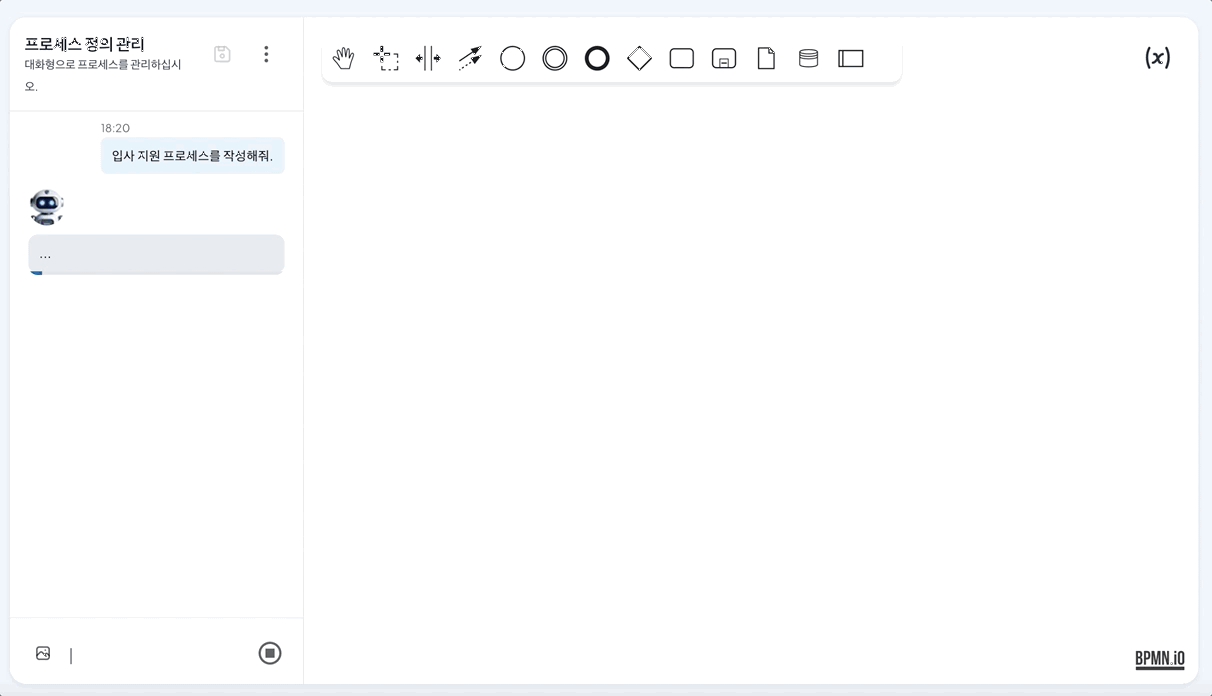 프로세스 정의 관리
대화형으로 프로세스를 관리하십시
오.
(x)
18:20
입사 지원 프로세스를 작성해줘.
...
BPMN.iO